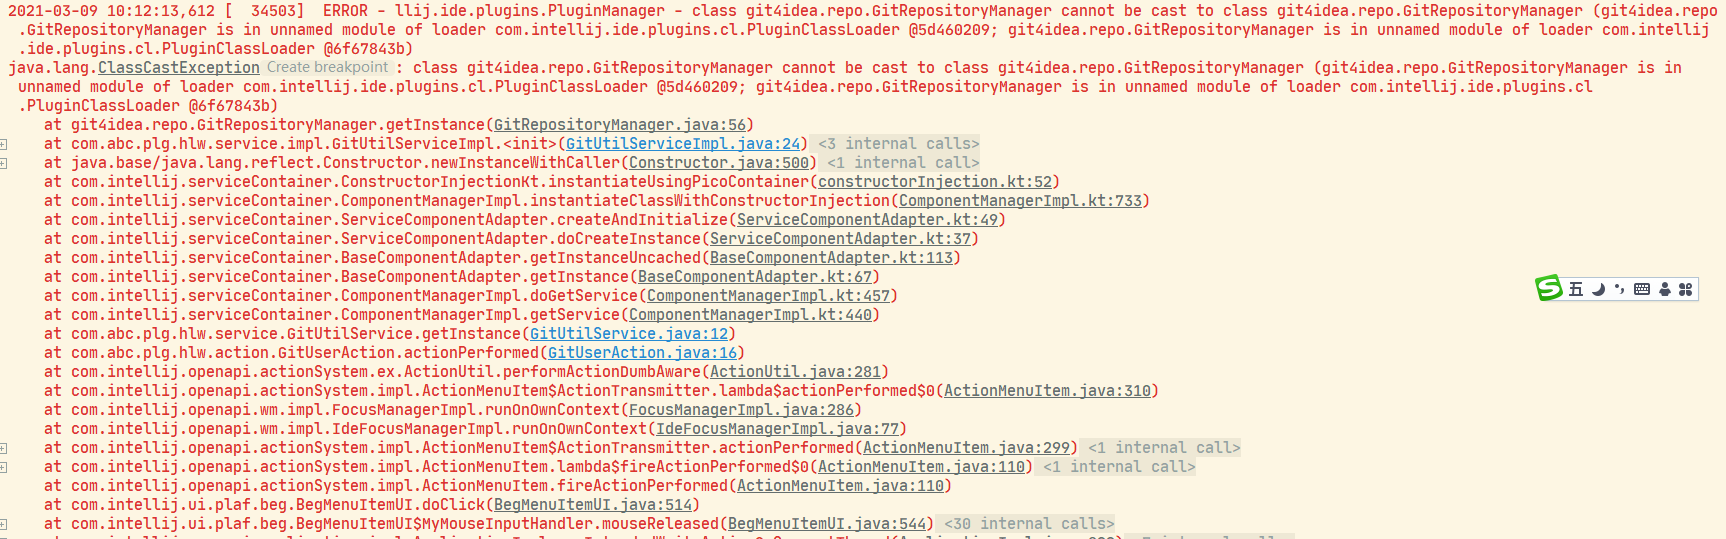 2021-03-09 10:12:13,612 [  34503]  ERROR - llij.ide.plugins.PluginManager - class git4idea.repo.GitRepositoryManager cannot be cast to class git4idea.repo.GitRepositoryManager (git4idea.repo
.GitRepositoryManager is in unnamed module of loader com.intellij.ide.plugins.cl.PluginClassLoader @5d460209; git4idea.repo.GitRepositoryManager is in unnamed module of loader com.intellij
.ide.plugins.cl.PluginClassLoader @6f67843b)
java.lang.ClassCastException Create breakpoint : class git4idea.repo.GitRepositoryManager cannot be cast to class git4idea.repo.GitRepositoryManager (git4idea.repo.GitRepositoryManager is in
unnamed module of loader com.intellij.ide.plugins.cl.PluginClassLoader @5d460209; git4idea.repo.GitRepositoryManager is in unnamed module of loader com.intellij.ide.plugins.cl
.PluginClassLoader @6f67843b)
at git4idea.repo.GitRepositoryManager.getInstance(GitRepositoryManager.java:56)
at com.abc.plg.hlw.service.impl.GitUtilServiceImpl.<init>(GitUtilServiceImpl.java:24) <3 internal calls>
at java.base/java.lang.reflect.Constructor.newInstanceWithCaller(Constructor.java:500) <1 internal call>
at com.intellij.serviceContainer.ConstructorInjectionKt.instantiateUsingPicoContainer(constructorInjection.kt:52)
at com.intellij.serviceContainer.ComponentManagerImpl.instantiateClassWithConstructorInjection(ComponentManagerImpl.kt:733)
at com.intellij.serviceContainer.ServiceComponentAdapter.createAndInitialize(ServiceComponentAdapter.kt:49)
at com.intellij.serviceContainer.ServiceComponentAdapter.doCreateInstance(ServiceComponentAdapter.kt:37)
at com.intellij.serviceContainer.BaseComponentAdapter.getInstanceUncached(BaseComponentAdapter.kt:113)
at com.intellij.serviceContainer.BaseComponentAdapter.getInstance(BaseComponentAdapter.kt:67)
at com.intellij.serviceContainer.ComponentManagerImpl.doGetService(ComponentManagerImpl.kt:457)
五
at com.intellij.serviceContainer.ComponentManagerImpl.getService(ComponentManagerImpl.kt:440)
at com.abc.plg.hlw.service.GitUtilService.getInstance(GitUtilService.java:12)
at com.abc.plg.hlw.action.GitUserAction.actionPerformed(GitUserAction.java:16)
at com.intellij.openapi.actionSystem.ex.ActionUtil.performActionDumbAware(ActionUtil.java:281)
at com.intellij.openapi.actionSystem.impl.ActionMenuItem$ActionTransmitter.lambda$actionPerformed$0(ActionMenuItem.java:310)
at com.intellij.openapi.wm.impl.FocusManagerImpl.runOnOwnContext(FocusManagerImpl.java:286)
at com.intellij.openapi.wm.impl.IdeFocusManagerImpl.runOnOwnContext(IdeFocusManagerImpl.java:77)
at com.intellij.openapi.actionSystem.impl.ActionMenuItem$ActionTransmitter.actionPerformed(ActionMenuItem.java:299) <1 internal call>
at com.intellij.openapi.actionSystem.impl.ActionMenuItem.lambda$fireActionPerformed$0(ActionMenuItem.java:110) <1 internal call>
at com.intellij.openapi.actionSystem.impl.ActionMenuItem.fireActionPerformed(ActionMenuItem.java:110)
at com.intellij.ui.plaf.beg.BegMenuItemUI.doClick(BegMenuItemUI.java:514)
at com.intellij.ui.plaf.beg.BegMenuItemUI$MyMouseInputHandler.mouseReleased(BegMenuItemUI.java:544) <30 internal calls>